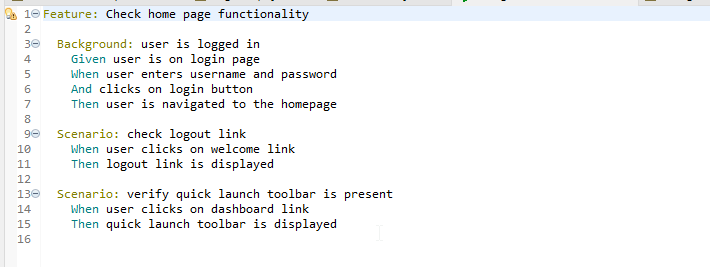 1 Feature: Check home page functionality
2
3 Background: user is logged in
4 Given user is on login page
5 When user enters username and password
6 And clicks on login button
7 Then user is navigated to the homepage
8
9 Scenario: check logout link
10 When user clicks on welcome link
11 Then logout link is displayed
12
13 Scenario: verify quick launch toolbar is present
14 When user clicks on dashboard link
15 Then quick launch toolbar is displayed
16